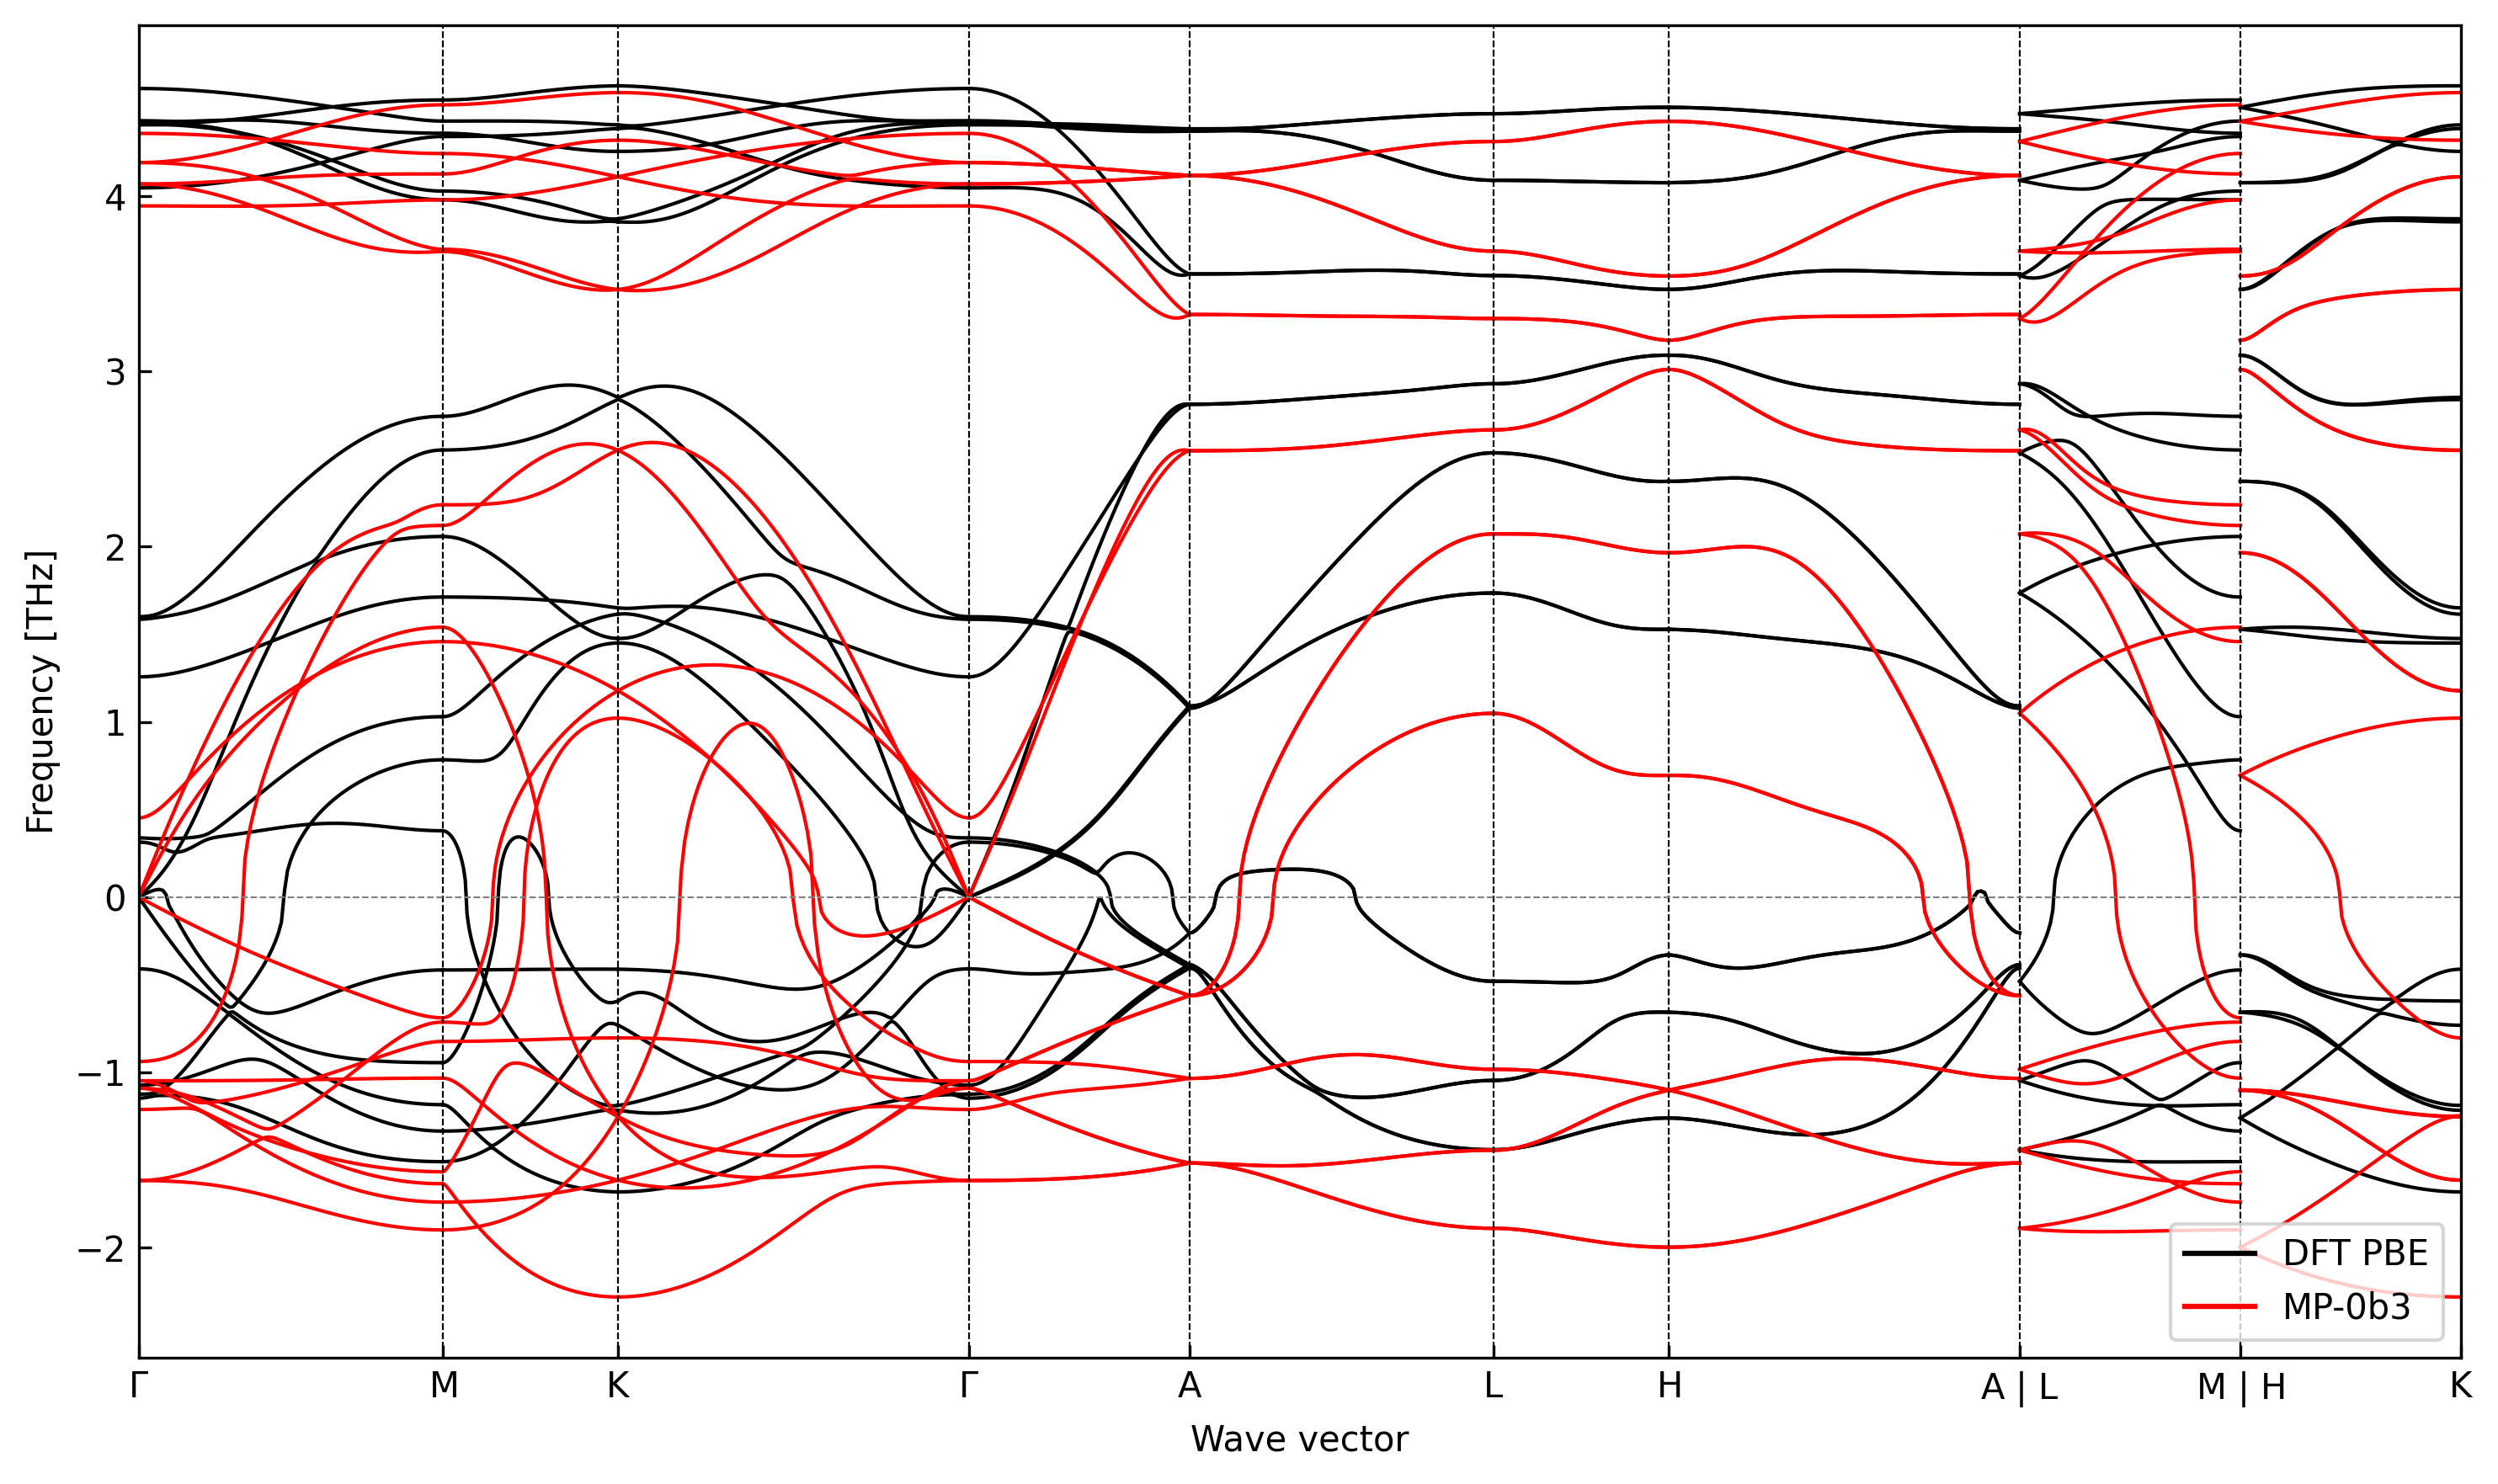 Frequency [THz]
4
3
2
1
0
−1
−2
Γ M K Γ A L H A | L M | H K
Wave vector
DFT PBE
MP-0b3